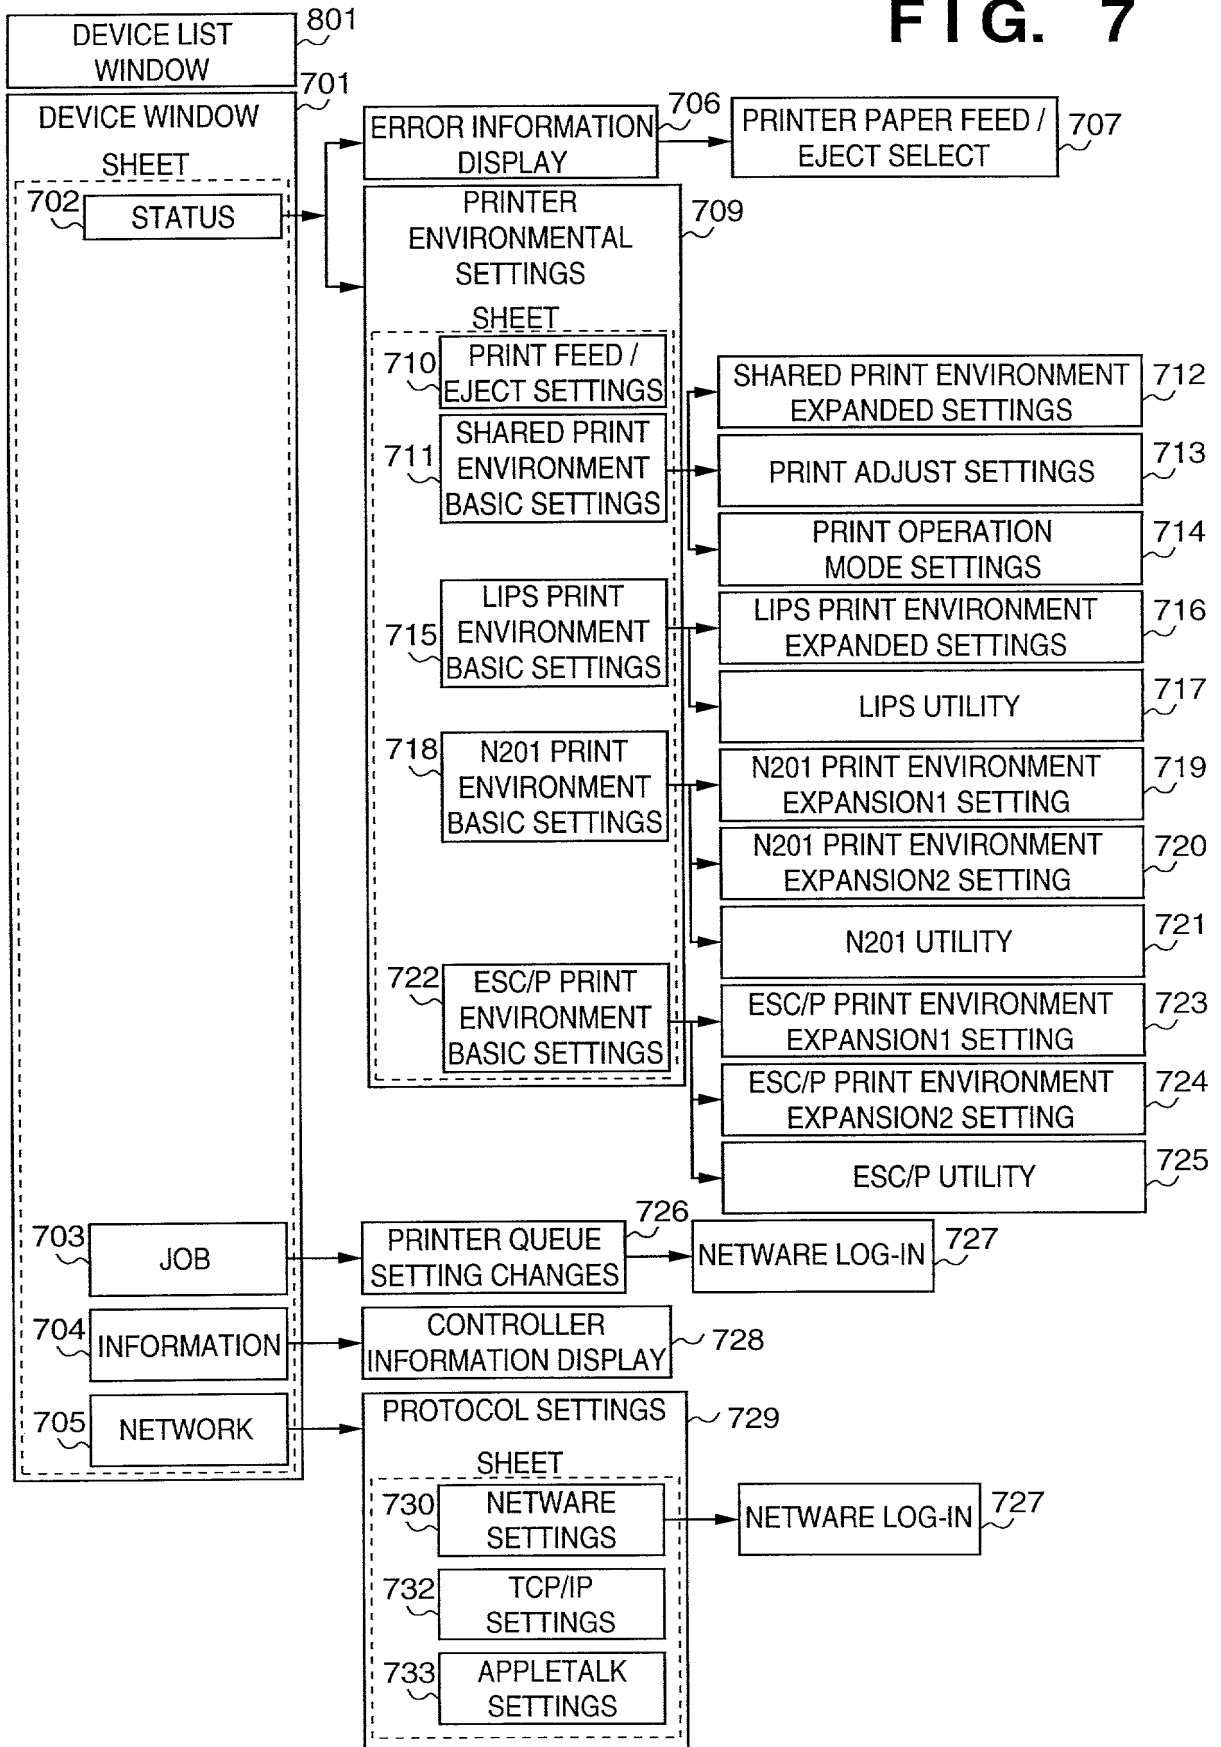 FIG. 7
801
DEVICE LIST
WINDOW
701
DEVICE WINDOW
SHEET
702
STATUS
706
ERROR INFORMATION
DISPLAY
PRINTER PAPER FEED /
EJECT SELECT
707
PRINTER
ENVIRONMENTAL
SETTINGS
709
SHEET
710
PRINT FEED /
EJECT SETTINGS
711
SHARED PRINT
ENVIRONMENT
BASIC SETTINGS
SHARED PRINT ENVIRONMENT
EXPANDED SETTINGS
712
PRINT ADJUST SETTINGS
713
PRINT OPERATION
MODE SETTINGS
714
715
LIPS PRINT
ENVIRONMENT
BASIC SETTINGS
LIPS PRINT ENVIRONMENT
EXPANDED SETTINGS
716
LIPS UTILITY
717
718
N201 PRINT
ENVIRONMENT
BASIC SETTINGS
N201 PRINT ENVIRONMENT
EXPANSION1 SETTING
719
N201 PRINT ENVIRONMENT
EXPANSION2 SETTING
720
N201 UTILITY
721
722
ESC/P PRINT
ENVIRONMENT
BASIC SETTINGS
ESC/P PRINT ENVIRONMENT
EXPANSION1 SETTING
723
ESC/P PRINT ENVIRONMENT
EXPANSION2 SETTING
724
ESC/P UTILITY
725
703
JOB
PRINTER QUEUE
SETTING CHANGES
726
NETWARE LOG-IN
727
704
INFORMATION
CONTROLLER
INFORMATION DISPLAY
728
705
NETWORK
PROTOCOL SETTINGS
729
SHEET
730
NETWARE
SETTINGS
NETWARE LOG-IN
727
732
TCP/IP
SETTINGS
733
APPLETALK
SETTINGS